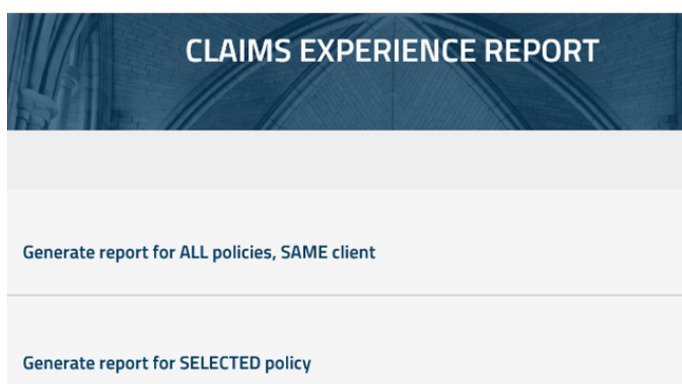 CLAIMS EXPERIENCE REPORT
Generate report for ALL policies, SAME client
Generate report for SELECTED policy